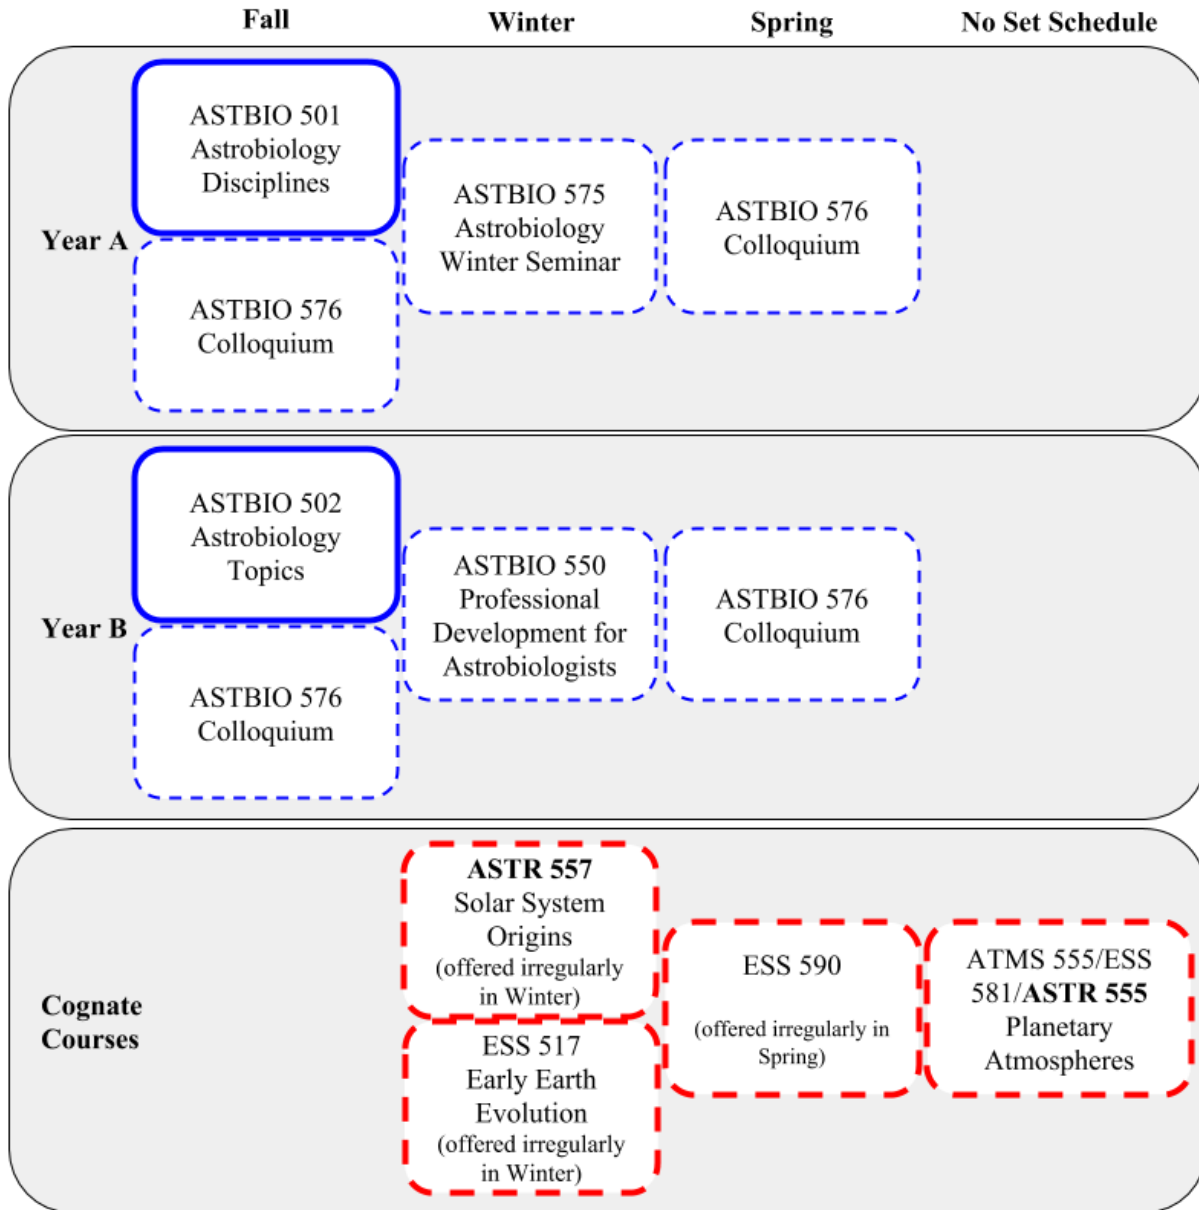 Fall
Winter
Spring
No Set Schedule
Year A
ASTBIO 501
Astrobiology
Disciplines
ASTBIO 576
Colloquium
ASTBIO 575
Astrobiology
Winter Seminar
ASTBIO 576
Colloquium
Year B
ASTBIO 502
Astrobiology
Topics
ASTBIO 576
Colloquium
ASTBIO 550
Professional
Development for
Astrobiologists
ASTBIO 576
Colloquium
Cognate
Courses
ASTR 557
Solar System
Origins
(offered irregularly
in Winter)
ESS 517
Early Earth
Evolution
(offered irregularly
in Winter)
ESS 590
(offered irregularly in
Spring)
ATMS 555/ESS
581/ASTR 555
Planetary
Atmospheres